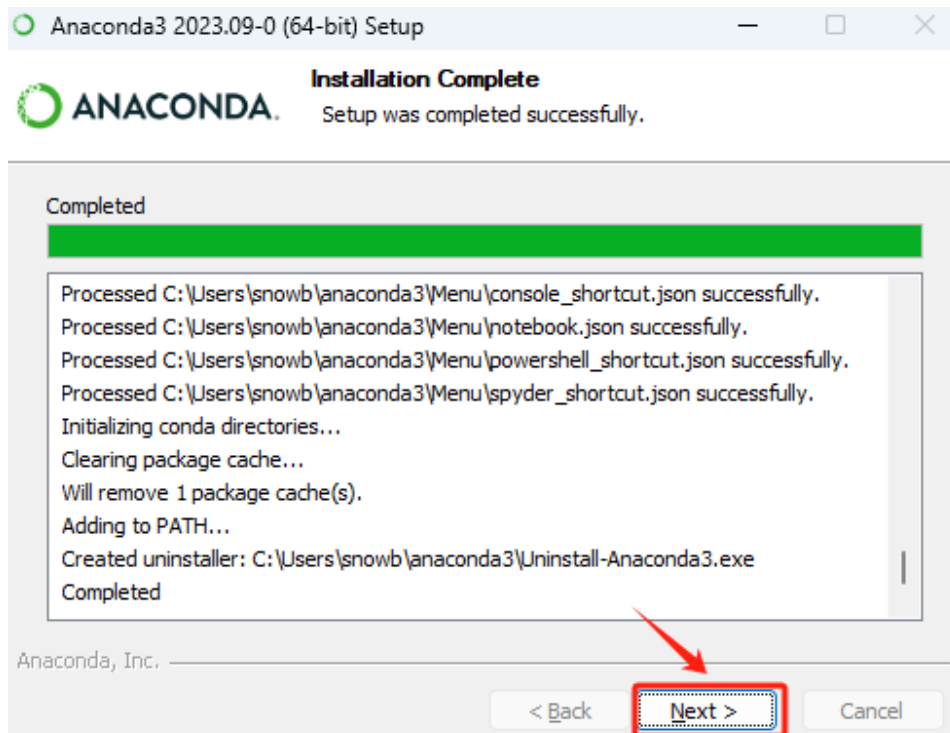 Anaconda3 2023.09-0 (64-bit) Setup
ANACONDA.
Installation Complete
Setup was completed successfully.
Completed
Processed C:\Users\snowb\anaconda3\Menu\console_shortcut.json successfully.
Processed C:\Users\snowb\anaconda3\Menu\notebook.json successfully.
Processed C:\Users\snowb\anaconda3\Menu\powershell_shortcut.json successfully.
Processed C:\Users\snowb\anaconda3\Menu\spyder_shortcut.json successfully.
Initializing conda directories...
Clearing package cache...
Will remove 1 package cache(s).
Adding to PATH...
Created uninstaller: C:\Users\snowb\anaconda3\Uninstall-Anaconda3.exe
Completed
Anaconda, Inc.
< Back
Next >
Cancel